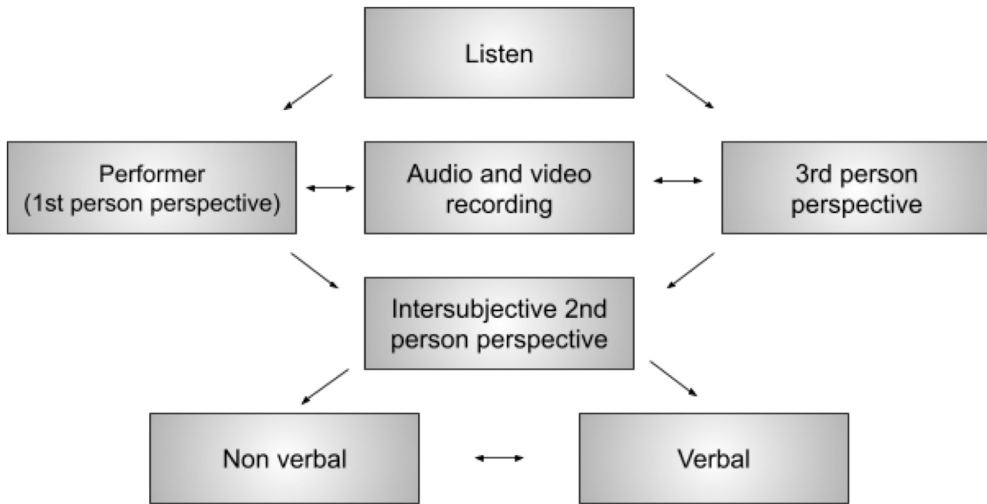 Listen
Performer
(1st person perspective)
Audio and video
recording
3rd person
perspective
Intersubjective 2nd
person perspective
Non verbal
Verbal